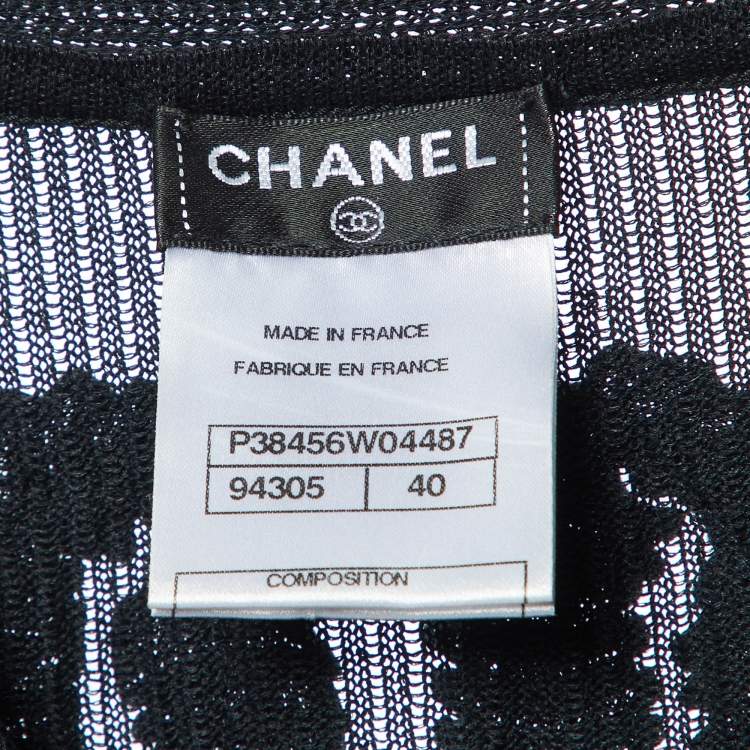 CHANEL
MADE IN FRANCE
FABRIQUE EN FRANCE
P38456W04487
94305 40
COMPOSITION